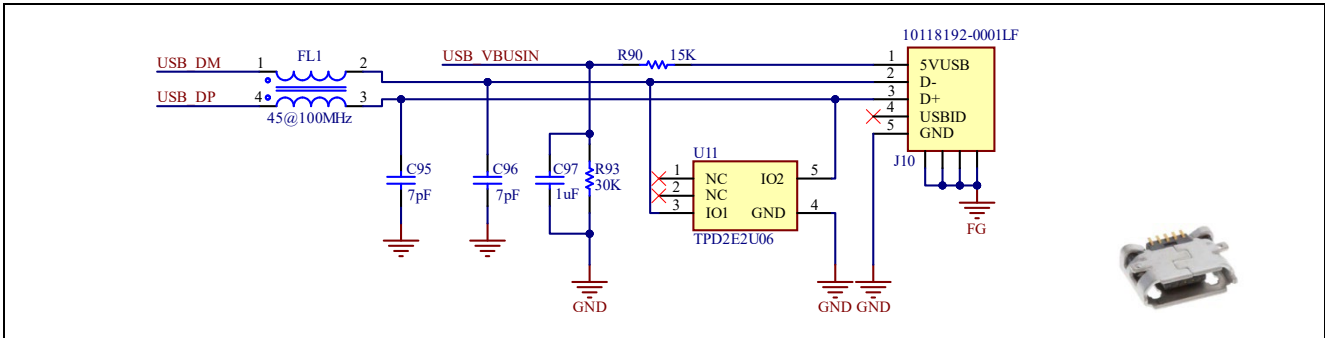 10118192-0001LF
USB_DM 1 FL1 2 USB_VBUSIN R90 15K 1 5VUSB
2 D-
USB_DP 4 3 3 D+
45@100MHz 4 USBID
5 GND
U11 J10
C95 C96 C97 R93 1 NC IO2 5
7pF 7pF 1uF 30K 2 NC
3 IO1 GND 4
TPD2E2U06 FG
GND GND GND